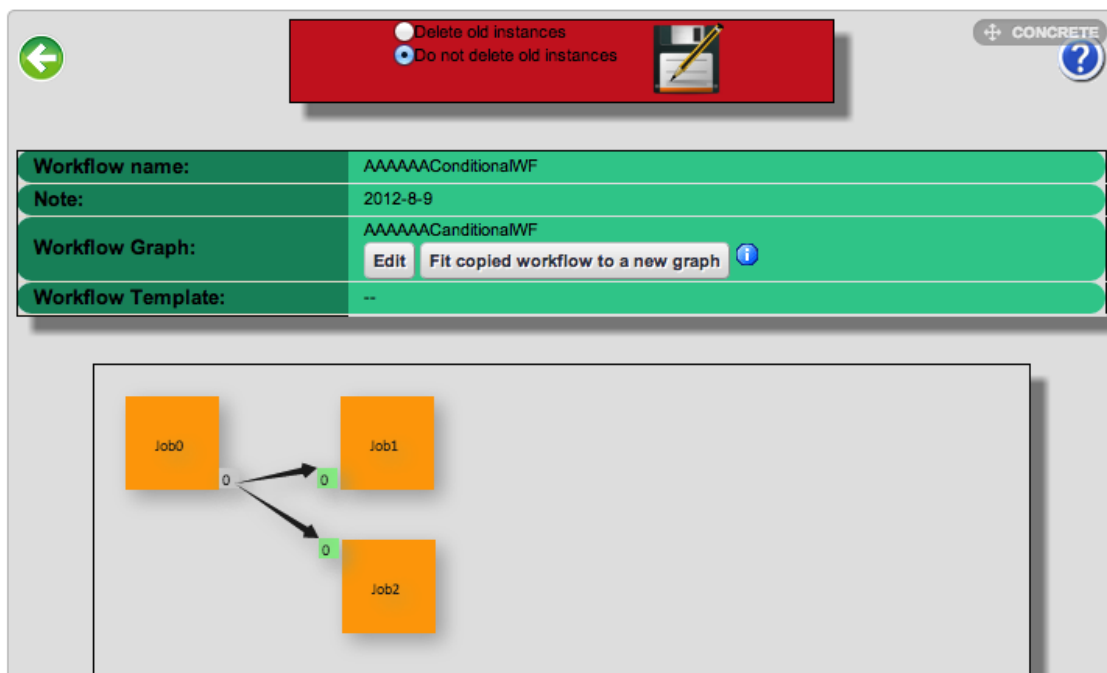 Delete old instances
Do not delete old instances
CONCRETE
?
Workflow name: AAAAAAConditionalWF
Note: 2012-8-9
Workflow Graph: AAAAAACanditionalWF
Edit Fit copied workflow to a new graph i
Workflow Template: --
Job0 Job1
0 0
0
Job2